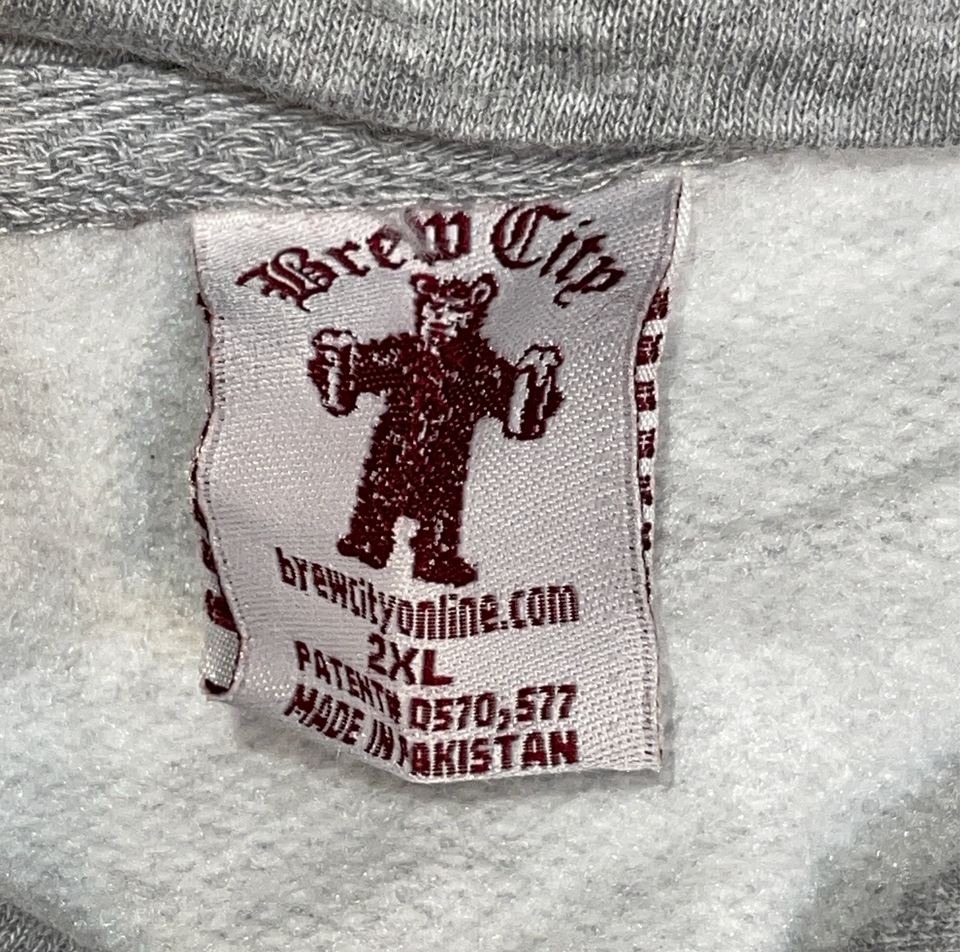 Brew City
brewcityonline.com
2XL
PATENT# D570,577
MADE IN PAKISTAN